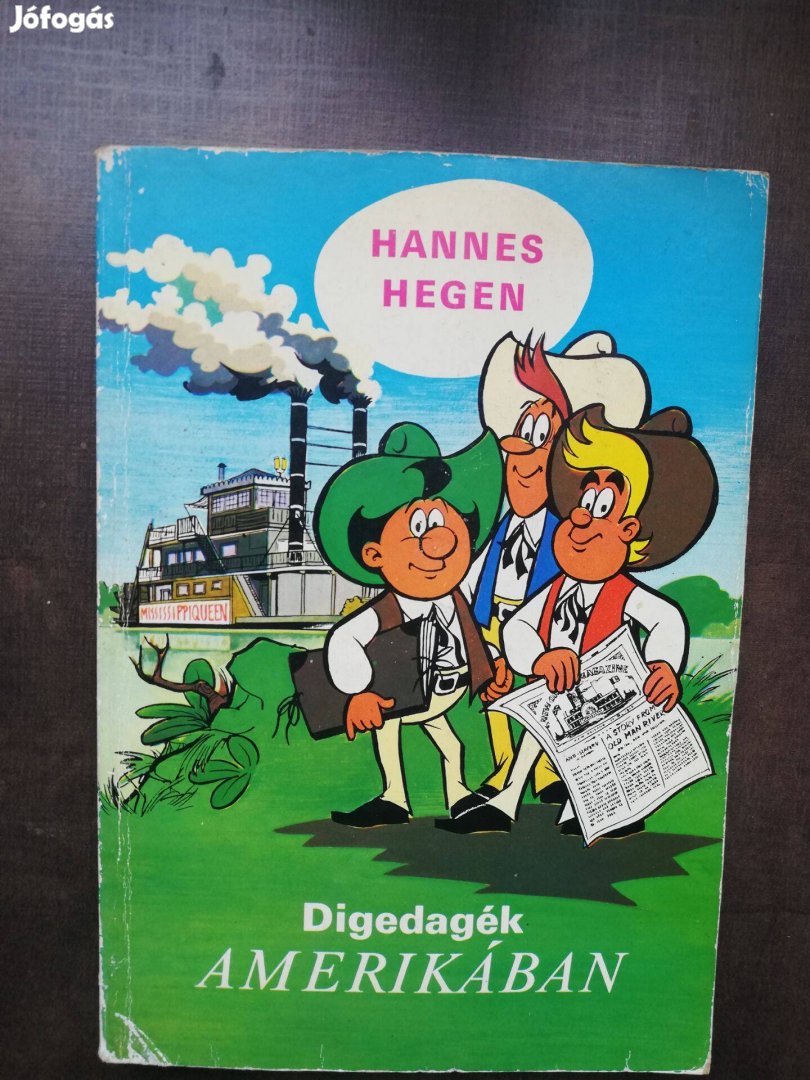 Jófogás
HANNES
HEGEN
MISSISSIPPIQUEEN
MAGAZINE
A STORY FROM
OLD MAN RIVER
Digedagék
AMERIKÁBAN